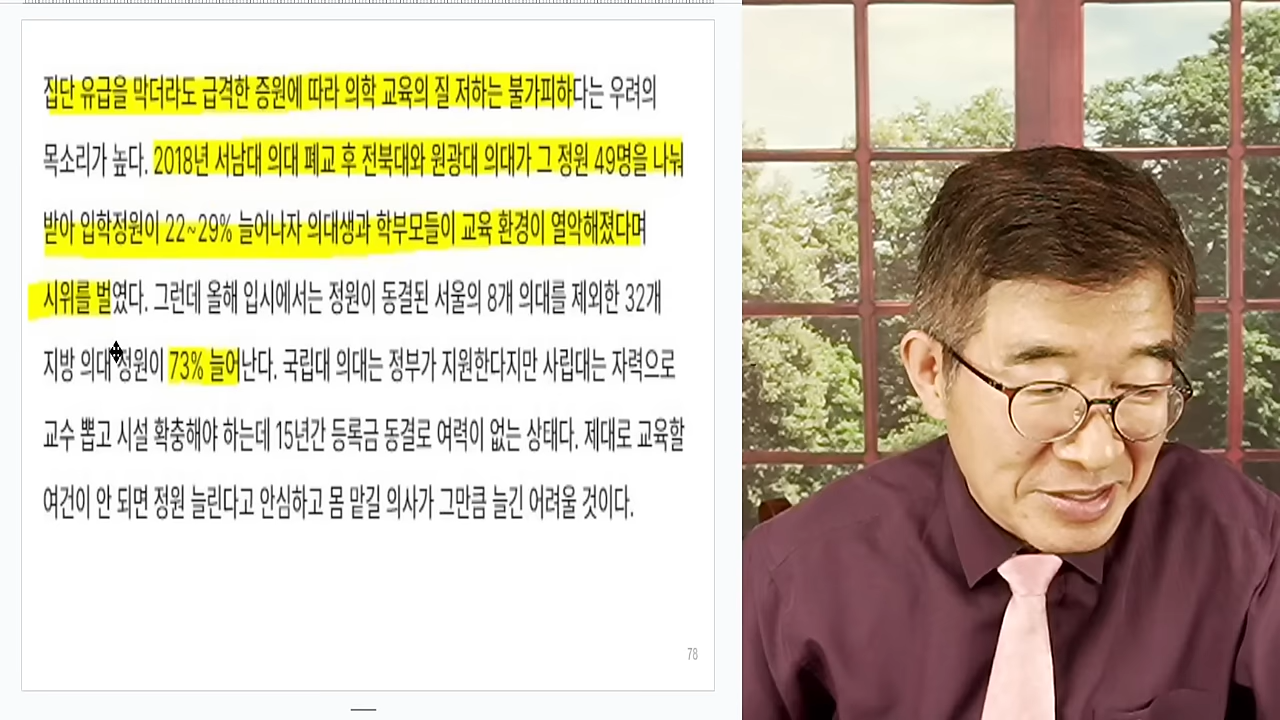 집단 유급을 막더라도 급격한 증원에 따라 의학 교육의 질 저하는 불가피하다는 우려의
목소리가 높다. 2018년 서남대 의대 폐교 후 전북대와 원광대 의대가 그 정원 49명을 나눠
받아 입학정원이 22~29% 늘어나자 의대생과 학부모들이 교육 환경이 열악해졌다며
시위를 벌였다. 그런데 올해 입시에서는 정원이 동결된 서울의 8개 의대를 제외한 32개
지방 의대 정원이 73% 늘어난다. 국립대 의대는 정부가 지원한다지만 사립대는 자력으로
교수 뽑고 시설 확충해야 하는데 15년간 등록금 동결로 여력이 없는 상태다. 제대로 교육할
여건이 안 되면 정원 늘린다고 안심하고 몸 맡길 의사가 그만큼 늘긴 어려울 것이다.
78